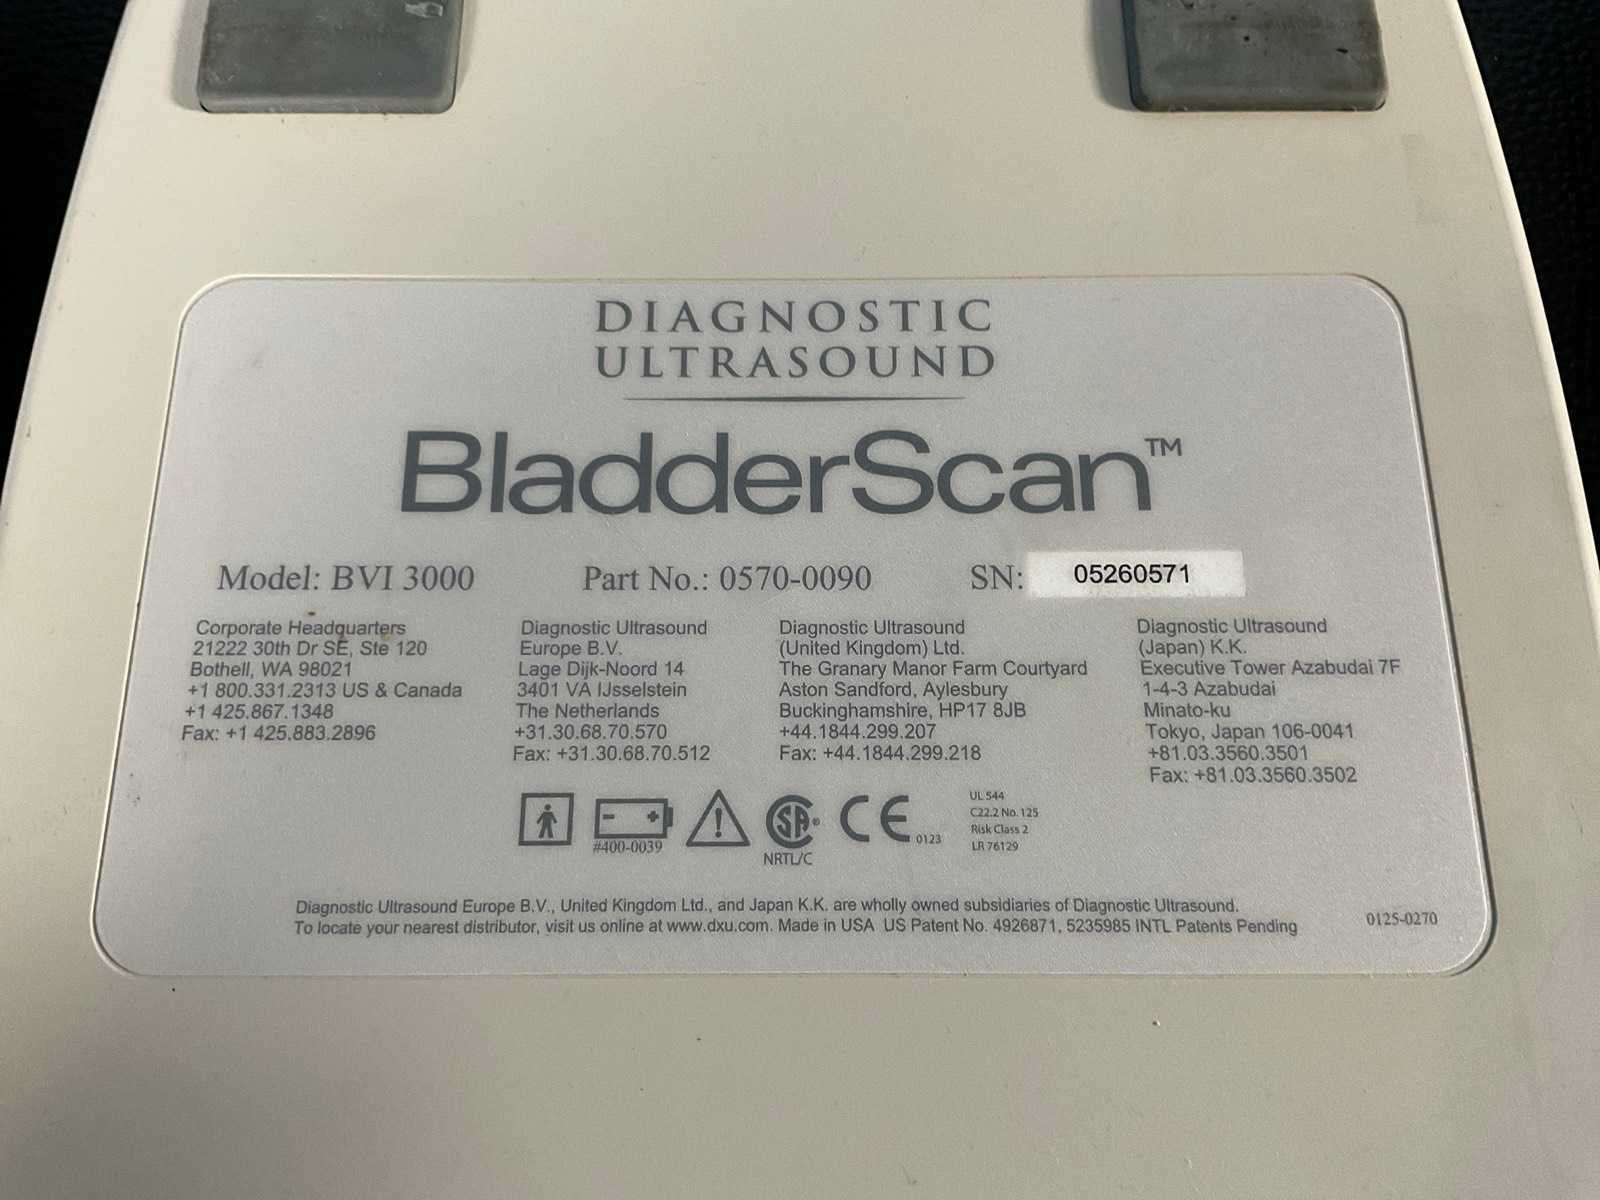 DIAGNOSTIC
ULTRASOUND
BladderScan™
Model: BVI 3000 Part No.: 0570-0090 SN: 05260571
Corporate Headquarters
21222 30th Dr SE, Ste 120
Bothell, WA 98021
+1 800.331.2313 US & Canada
+1 425.867.1348
Fax: +1 425.883.2896
Diagnostic Ultrasound
Europe B.V.
Lage Dijk-Noord 14
3401 VA IJsselstein
The Netherlands
+31.30.68.70.570
Fax: +31.30.68.70.512
Diagnostic Ultrasound
(United Kingdom) Ltd.
The Granary Manor Farm Courtyard
Aston Sandford, Aylesbury
Buckinghamshire, HP17 8JB
+44.1844.299.207
Fax: +44.1844.299.218
Diagnostic Ultrasound
(Japan) K.K.
Executive Tower Azabudai 7F
1-4-3 Azabudai
Minato-ku
Tokyo, Japan 106-0041
+81.03.3560.3501
Fax: +81.03.3560.3502
#400-0039
SA®
NRTL/C
CE 0123
UL 544
C22.2 No. 125
Risk Class 2
LR 76129
Diagnostic Ultrasound Europe B.V., United Kingdom Ltd., and Japan K.K. are wholly owned subsidiaries of Diagnostic Ultrasound.
To locate your nearest distributor, visit us online at www.dxu.com. Made in USA US Patent No. 4926871, 5235985 INTL Patents Pending
0125-0270